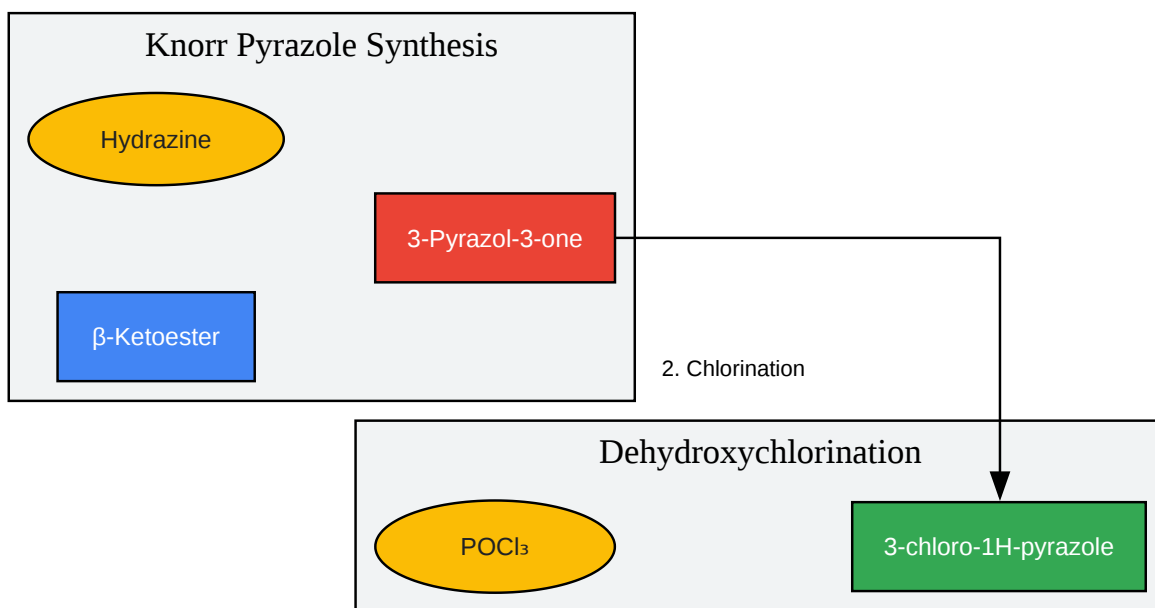 Knorr Pyrazole Synthesis
Hydrazine
3-Pyrazol-3-one
β-Ketoester
2. Chlorination
Dehydroxychlorination
POCl₃
3-chloro-1H-pyrazole